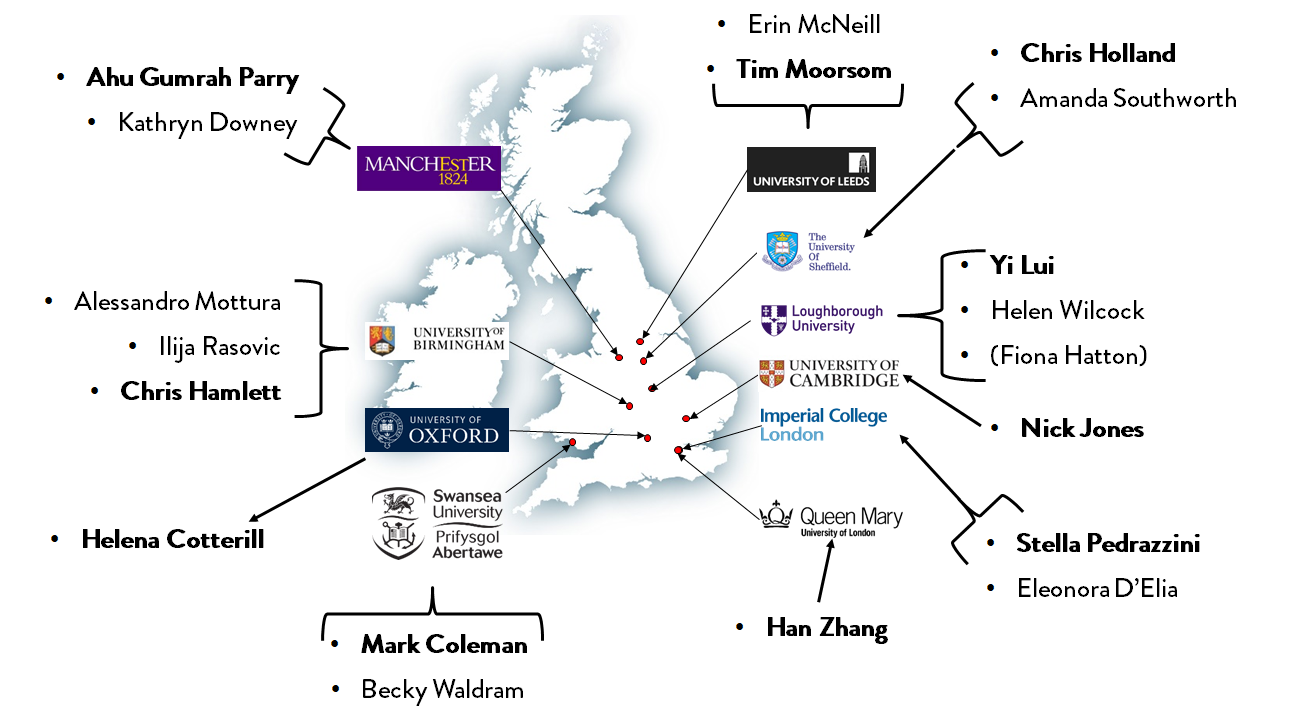 • Erin McNeill
• Tim Moorsom
• Chris Holland
• Amanda Southworth
• Ahu Gumrah Parry
• Kathryn Downey
MANCHESTER
1824
UNIVERSITY OF LEEDS
The
University
Of
Sheffield.
• Yi Lui
• Helen Wilcock
• (Fiona Hatton)
Loughborough
University
• Alessandro Mottura
• Ilija Rasovic
• Chris Hamlett
UNIVERSITY OF
BIRMINGHAM
UNIVERSITY OF
CAMBRIDGE
Imperial College
London
• Nick Jones
UNIVERSITY OF
OXFORD
• Helena Cotterill
Swansea
University
Prifysgol
Abertawe
Queen Mary
University of London
• Stella Pedrazzini
• Eleonora D’Elia
• Han Zhang
• Mark Coleman
• Becky Waldram